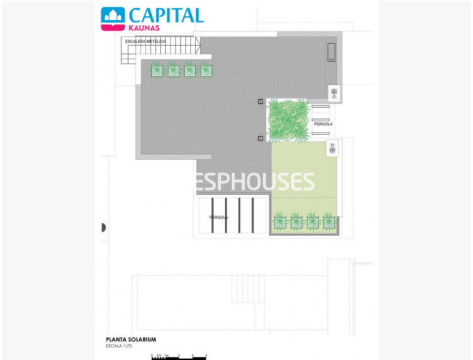 CAPITAL
KAUNAS
ESCALERA METALICA
PERGOLA
ESPHOUSES
PERGOLA
PLANTA SOLARIUM
ESCALA 1:75